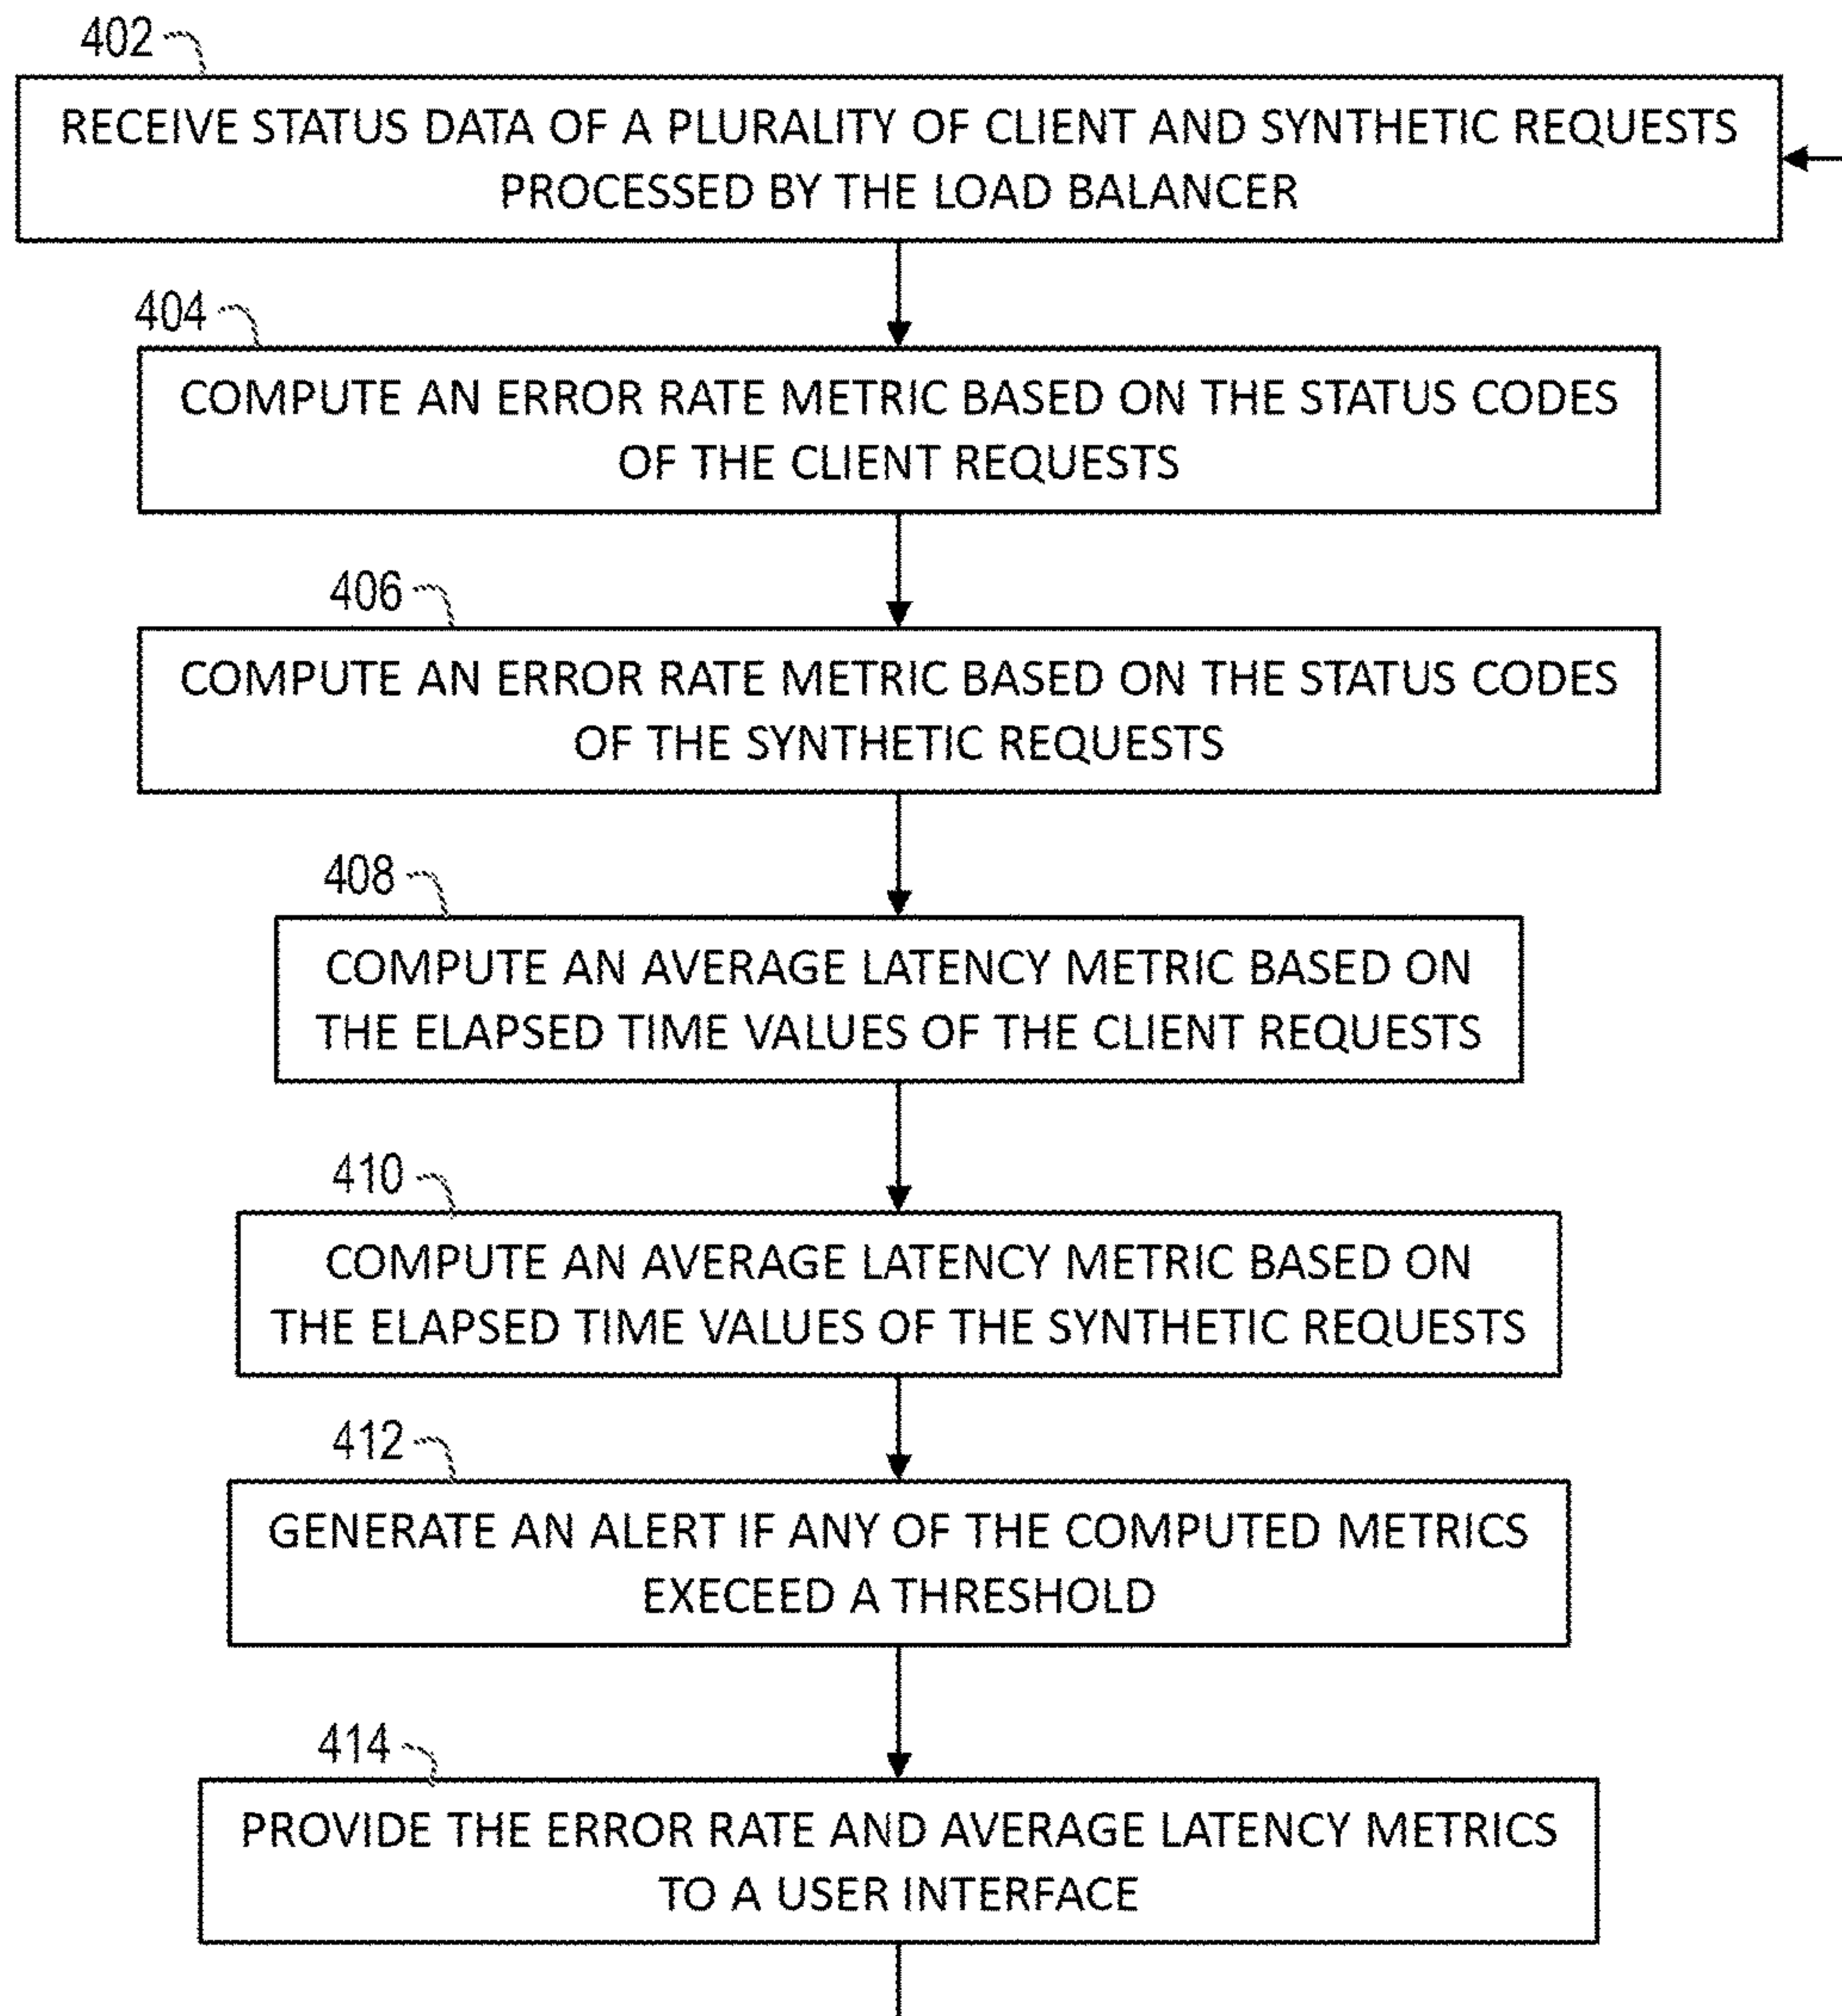 402
RECEIVE STATUS DATA OF A PLURALITY OF CLIENT AND SYNTHETIC REQUESTS
PROCESSED BY THE LOAD BALANCER
404
COMPUTE AN ERROR RATE METRIC BASED ON THE STATUS CODES
OF THE CLIENT REQUESTS
406
COMPUTE AN ERROR RATE METRIC BASED ON THE STATUS CODES
OF THE SYNTHETIC REQUESTS
408
COMPUTE AN AVERAGE LATENCY METRIC BASED ON
THE ELAPSED TIME VALUES OF THE CLIENT REQUESTS
410
COMPUTE AN AVERAGE LATENCY METRIC BASED ON
THE ELAPSED TIME VALUES OF THE SYNTHETIC REQUESTS
412
GENERATE AN ALERT IF ANY OF THE COMPUTED METRICS
EXECEED A THRESHOLD
414
PROVIDE THE ERROR RATE AND AVERAGE LATENCY METRICS
TO A USER INTERFACE